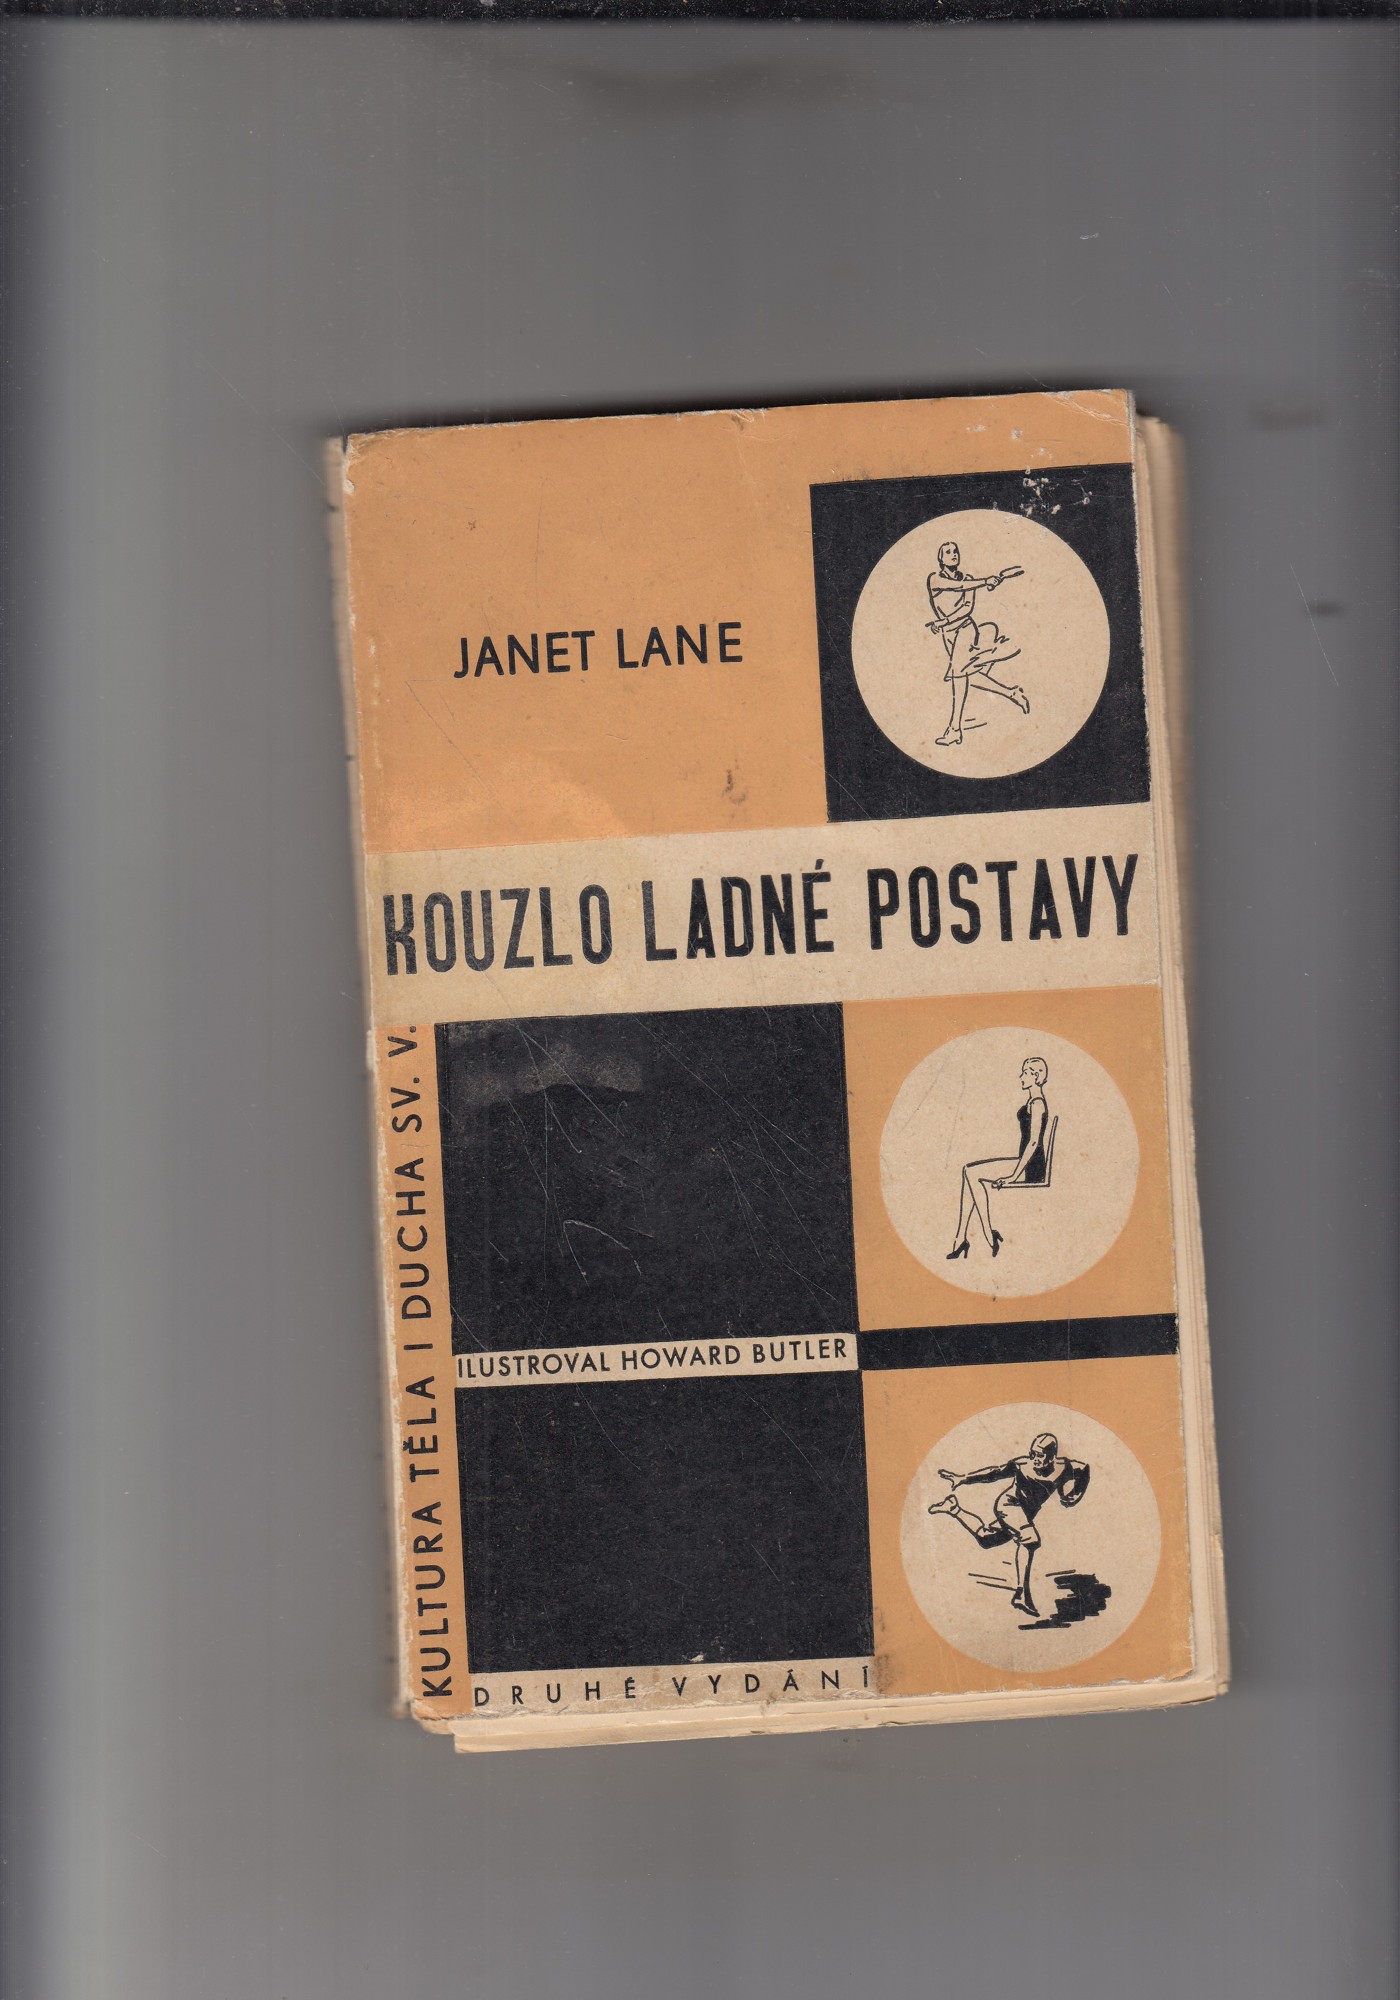 JANET LANE
KOUZLO LADNÉ POSTAVY
KULTURA TĚLA I DUCHA SV. V.
ILUSTROVAL HOWARD BUTLER
DRUHÉ VYDÁNÍ